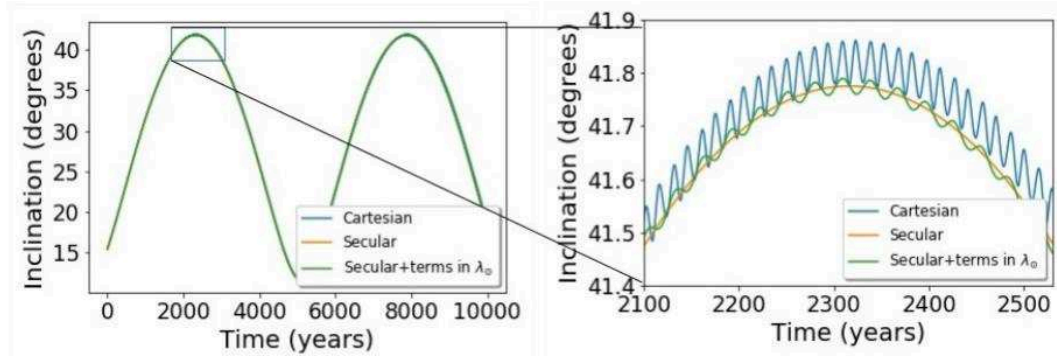 Inclination (degrees)
40
35
30
25
20
15
0
2000
4000
6000
8000
10000
Time (years)
Cartesian
Secular
Secular+terms in λ⊙
Inclination (degrees)
41.9
41.8
41.7
41.6
41.5
41.4
2100
2200
2300
2400
2500
Time (years)
Cartesian
Secular
Secular+terms in λ⊙